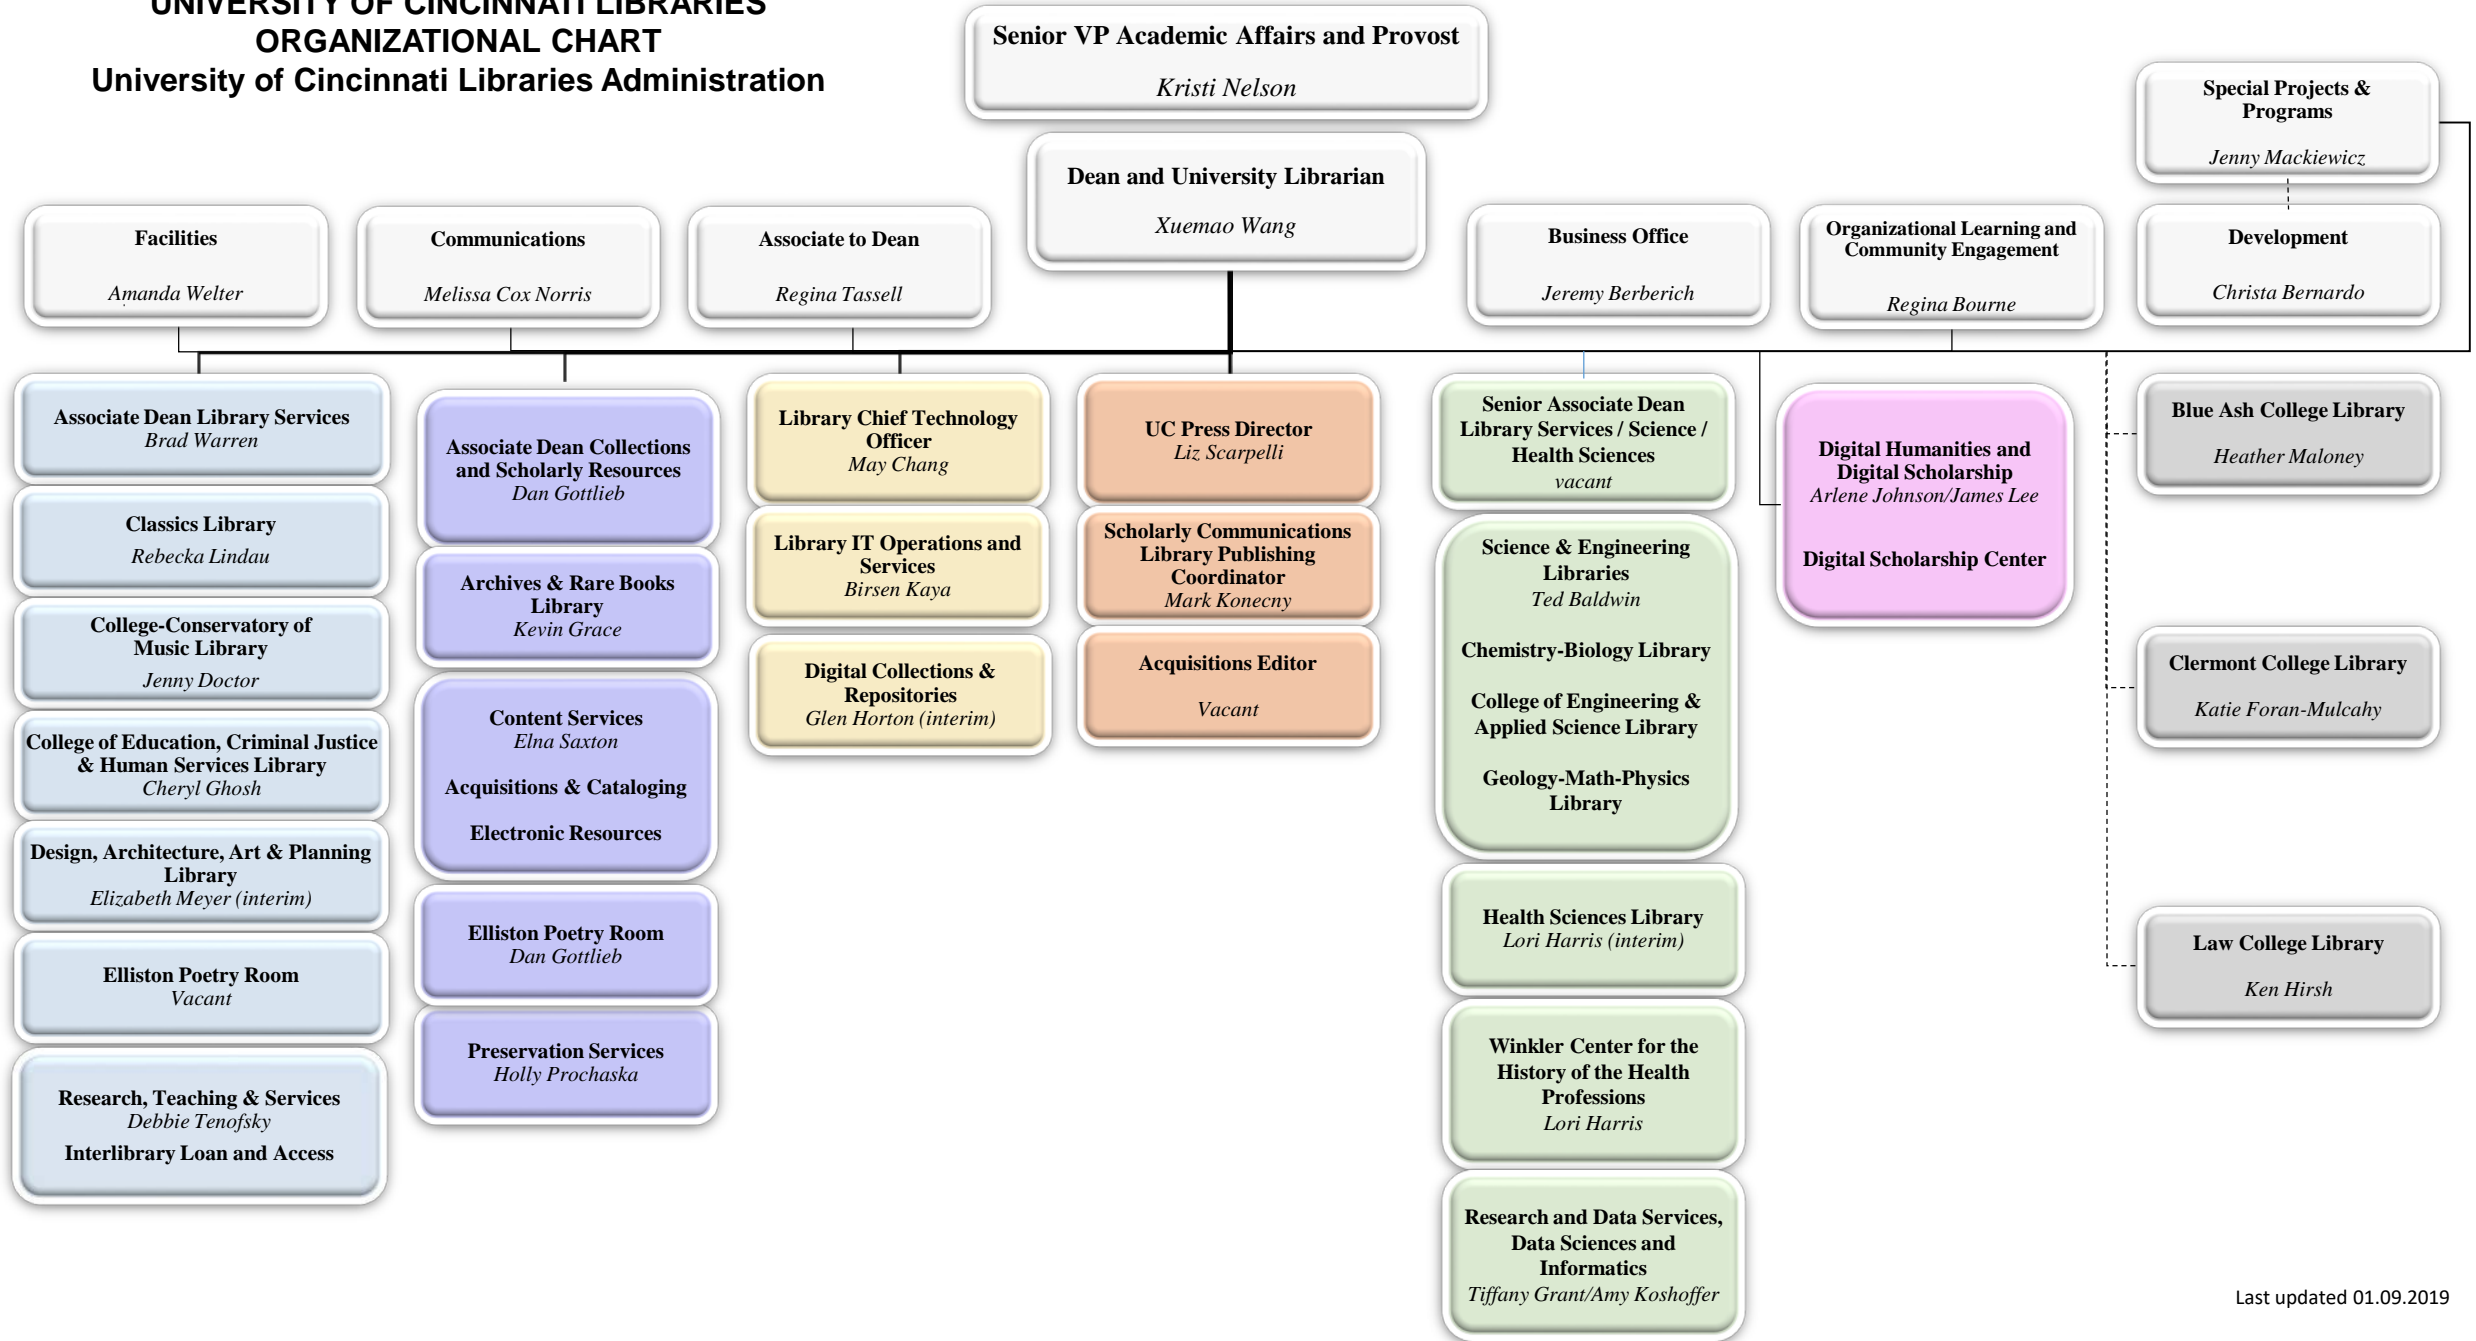 UNIVERSITY OF CINCINNATI LIBRARIES
ORGANIZATIONAL CHART
University of Cincinnati Libraries Administration
Senior VP Academic Affairs and Provost
Kristi Nelson
Dean and University Librarian
Xuemao Wang
Special Projects &
Programs
Jenny Mackiewicz
Facilities
Amanda Welter
Communications
Melissa Cox Norris
Associate to Dean
Regina Tassell
Business Office
Jeremy Berberich
Organizational Learning and
Community Engagement
Regina Bourne
Development
Christa Bernardo
Associate Dean Library Services
Brad Warren
Classics Library
Rebecka Lindau
College-Conservatory of
Music Library
Jenny Doctor
College of Education, Criminal Justice
& Human Services Library
Cheryl Ghosh
Design, Architecture, Art & Planning
Library
Elizabeth Meyer (interim)
Elliston Poetry Room
Vacant
Research, Teaching & Services
Debbie Tenofsky
Interlibrary Loan and Access
Associate Dean Collections
and Scholarly Resources
Dan Gottlieb
Archives & Rare Books
Library
Kevin Grace
Content Services
Elna Saxton
Acquisitions & Cataloging
Electronic Resources
Elliston Poetry Room
Dan Gottlieb
Preservation Services
Holly Prochaska
Library Chief Technology
Officer
May Chang
Library IT Operations and
Services
Birsen Kaya
Digital Collections &
Repositories
Glen Horton (interim)
UC Press Director
Liz Scarpelli
Scholarly Communications
Library Publishing
Coordinator
Mark Konecny
Acquisitions Editor
Vacant
Senior Associate Dean
Library Services / Science /
Health Sciences
vacant
Science & Engineering
Libraries
Ted Baldwin
Chemistry-Biology Library
College of Engineering &
Applied Science Library
Geology-Math-Physics
Library
Health Sciences Library
Lori Harris (interim)
Winkler Center for the
History of the Health
Professions
Lori Harris
Research and Data Services,
Data Sciences and
Informatics
Tiffany Grant/Amy Koshoffer
Digital Humanities and
Digital Scholarship
Arlene Johnson/James Lee
Digital Scholarship Center
Blue Ash College Library
Heather Maloney
Clermont College Library
Katie Foran-Mulcahy
Law College Library
Ken Hirsh
Last updated 01.09.2019